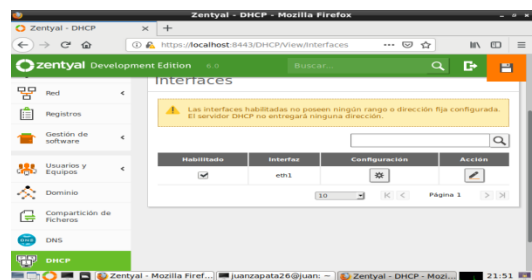 Zentyal - DHCP - Mozilla Firefox
Zentyal - DHCP
https://localhost:8443/DHCP/View/Interfaces
zentyal Development Edition 6.0
Buscar...
Interfaces
Red
Registros
Gestión de
software
Usuarios y
Equipos
Dominio
Compartición de
Ficheros
DNS
DHCP
Las interfaces habilitadas no poseen ningún rango o dirección fija configurada.
El servidor DHCP no entregará ninguna dirección.
Habilitado Interfaz Configuración Acción
eth1
10 Página 1
Zentyal - Mozilla Firef... juanzapata26@juan: ~ Zentyal - DHCP - Mozi... 21:51